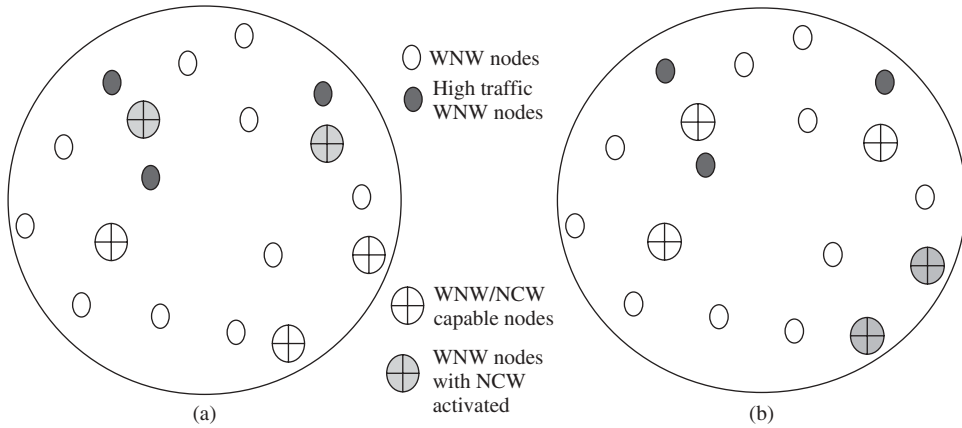 WNW nodes
High traffic
WNW nodes
WNW/NCW
capable nodes
WNW nodes
with NCW
activated
(a)
(b)